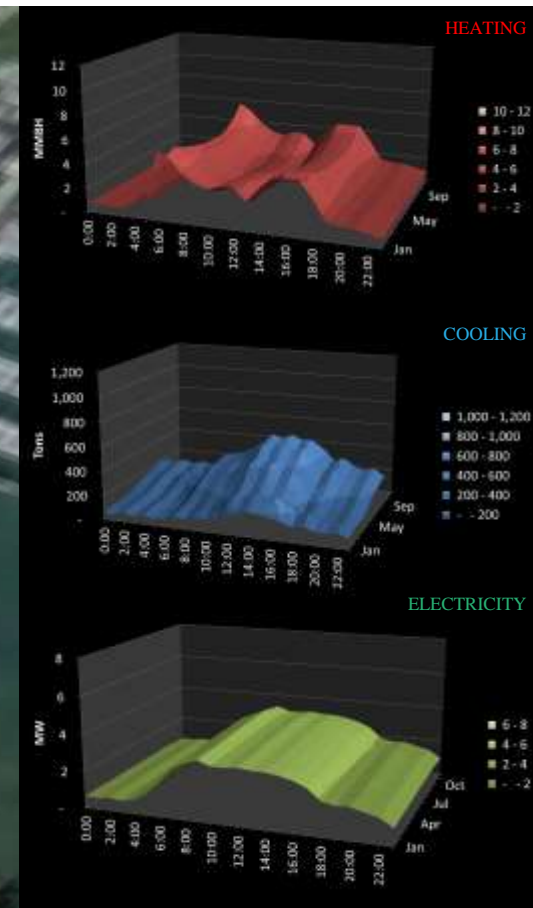 HEATING
12
10
8
6
4
2
-
MMBH
0:00
2:00
4:00
6:00
8:00
10:00
12:00
14:00
16:00
18:00
20:00
22:00
Jan
May
Sep
10 - 12
8 - 10
6 - 8
4 - 6
2 - 4
- - 2
COOLING
1,200
1,000
800
600
400
200
-
Tons
0:00
2:00
4:00
6:00
8:00
10:00
12:00
14:00
16:00
18:00
20:00
22:00
Jan
May
Sep
1,000 - 1,200
800 - 1,000
600 - 800
400 - 600
200 - 400
- - 200
ELECTRICITY
8
6
4
2
-
MW
0:00
2:00
4:00
6:00
8:00
10:00
12:00
14:00
16:00
18:00
20:00
22:00
Jan
Apr
Jul
Oct
6 - 8
4 - 6
2 - 4
- - 2